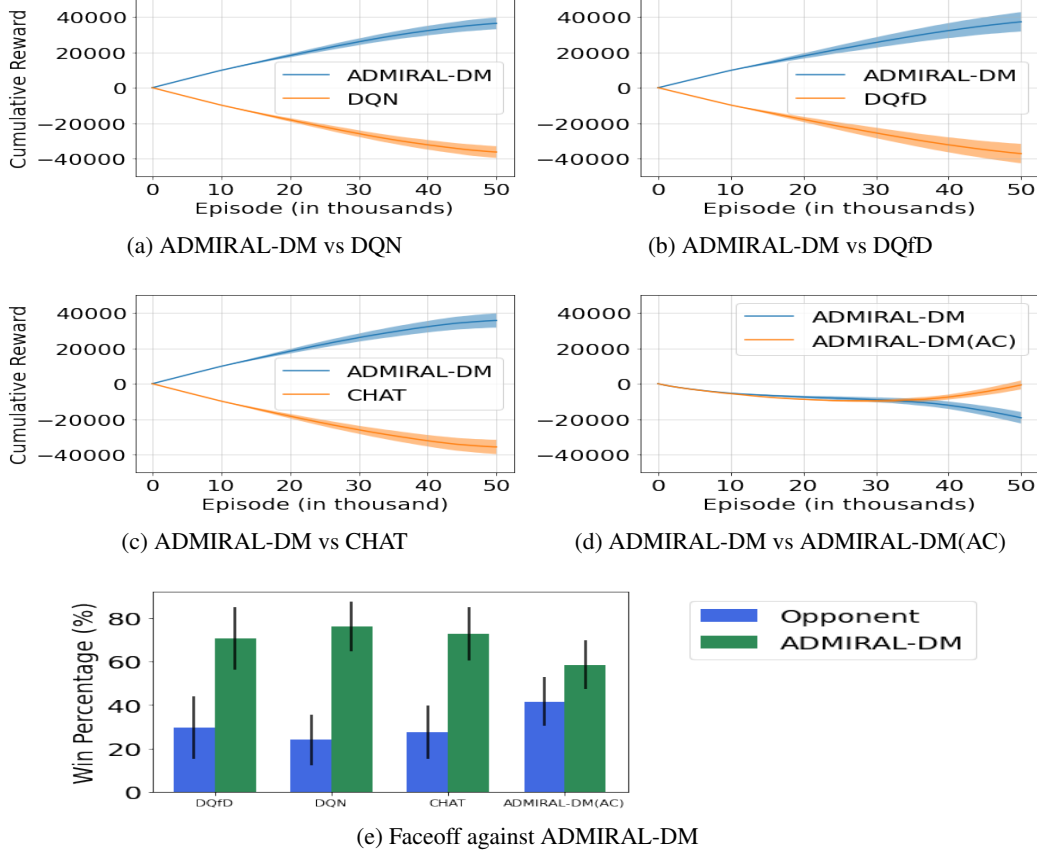 40000
20000
0
−20000
−40000
Cumulative Reward
ADMIRAL-DM
DQN
0 10 20 30 40 50
Episode (in thousands)
(a) ADMIRAL-DM vs DQN
40000
20000
0
−20000
−40000
ADMIRAL-DM
DQfD
0 10 20 30 40 50
Episode (in thousands)
(b) ADMIRAL-DM vs DQfD
40000
20000
0
−20000
−40000
Cumulative Reward
ADMIRAL-DM
CHAT
0 10 20 30 40 50
Episode (in thousand)
(c) ADMIRAL-DM vs CHAT
40000
20000
0
−20000
−40000
ADMIRAL-DM
ADMIRAL-DM(AC)
0 10 20 30 40 50
Episode (in thousands)
(d) ADMIRAL-DM vs ADMIRAL-DM(AC)
Win Percentage (%)
80
60
40
20
0
DQfD DQN CHAT ADMIRAL-DM(AC)
Opponent
ADMIRAL-DM
(e) Faceoff against ADMIRAL-DM